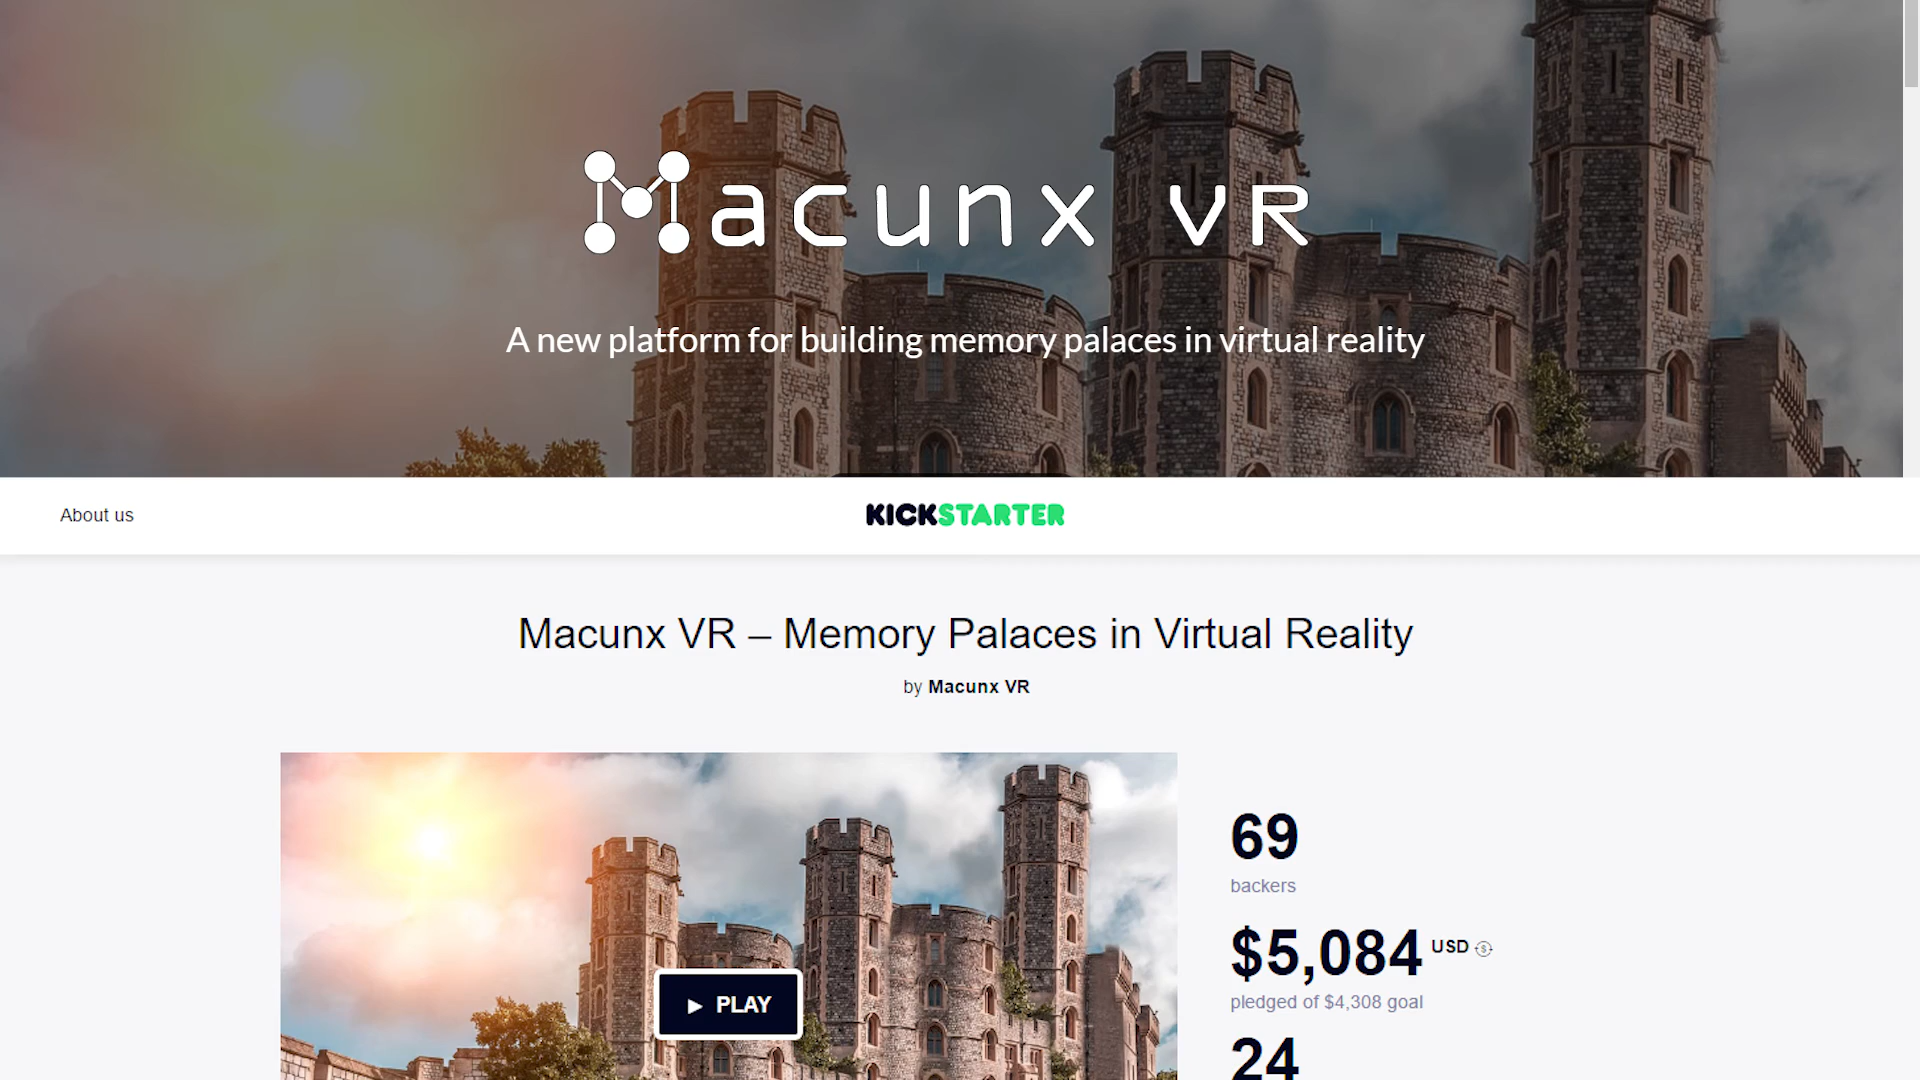 Macunx VR
A new platform for building memory palaces in virtual reality
About us
KICKSTARTER
Macunx VR – Memory Palaces in Virtual Reality
by Macunx VR
PLAY
69
backers
$5,084 USD
pledged of $4,308 goal
24